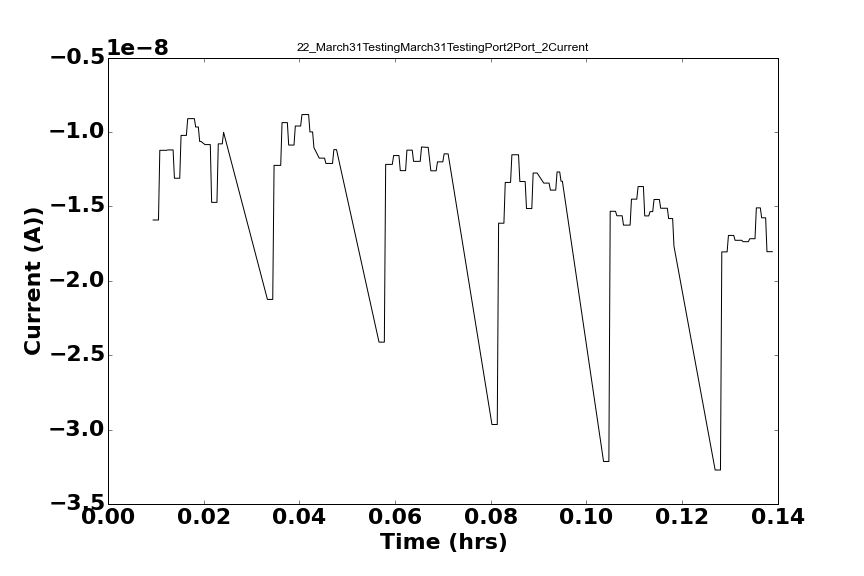 22_March31TestingMarch31TestingPort2Port_2Current
1e−8
−0.5
−1.0
−1.5
−2.0
−2.5
−3.0
−3.5
Current (A))
0.00 0.02 0.04 0.06 0.08 0.10 0.12 0.14
Time (hrs)